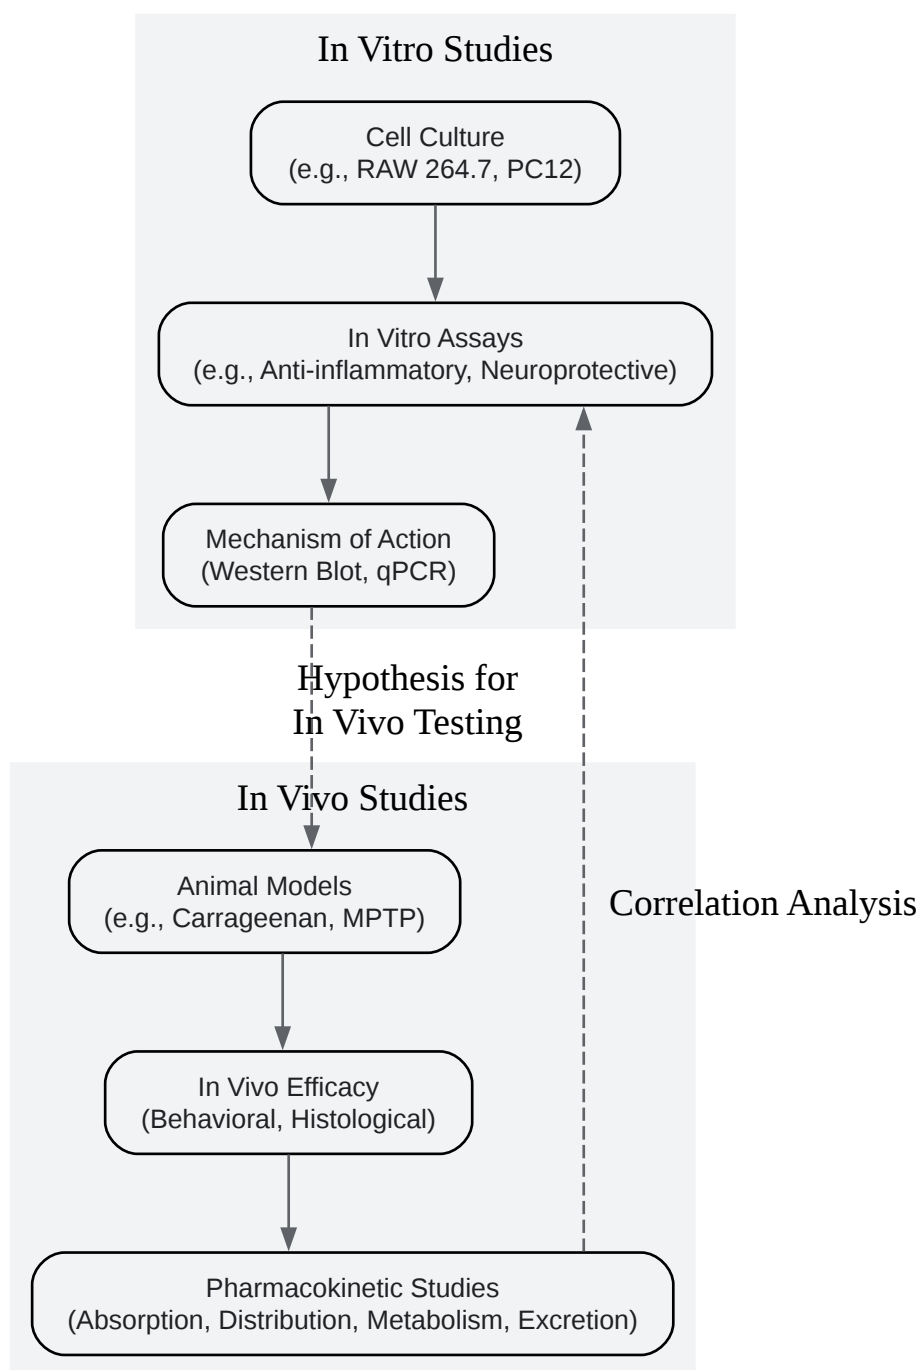 In Vitro Studies
Cell Culture
(e.g., RAW 264.7, PC12)
In Vitro Assays
(e.g., Anti-inflammatory, Neuroprotective)
Mechanism of Action
(Western Blot, qPCR)
Hypothesis for
In Vivo Testing
In Vivo Studies
Animal Models
(e.g., Carrageenan, MPTP)
Correlation Analysis
In Vivo Efficacy
(Behavioral, Histological)
Pharmacokinetic Studies
(Absorption, Distribution, Metabolism, Excretion)